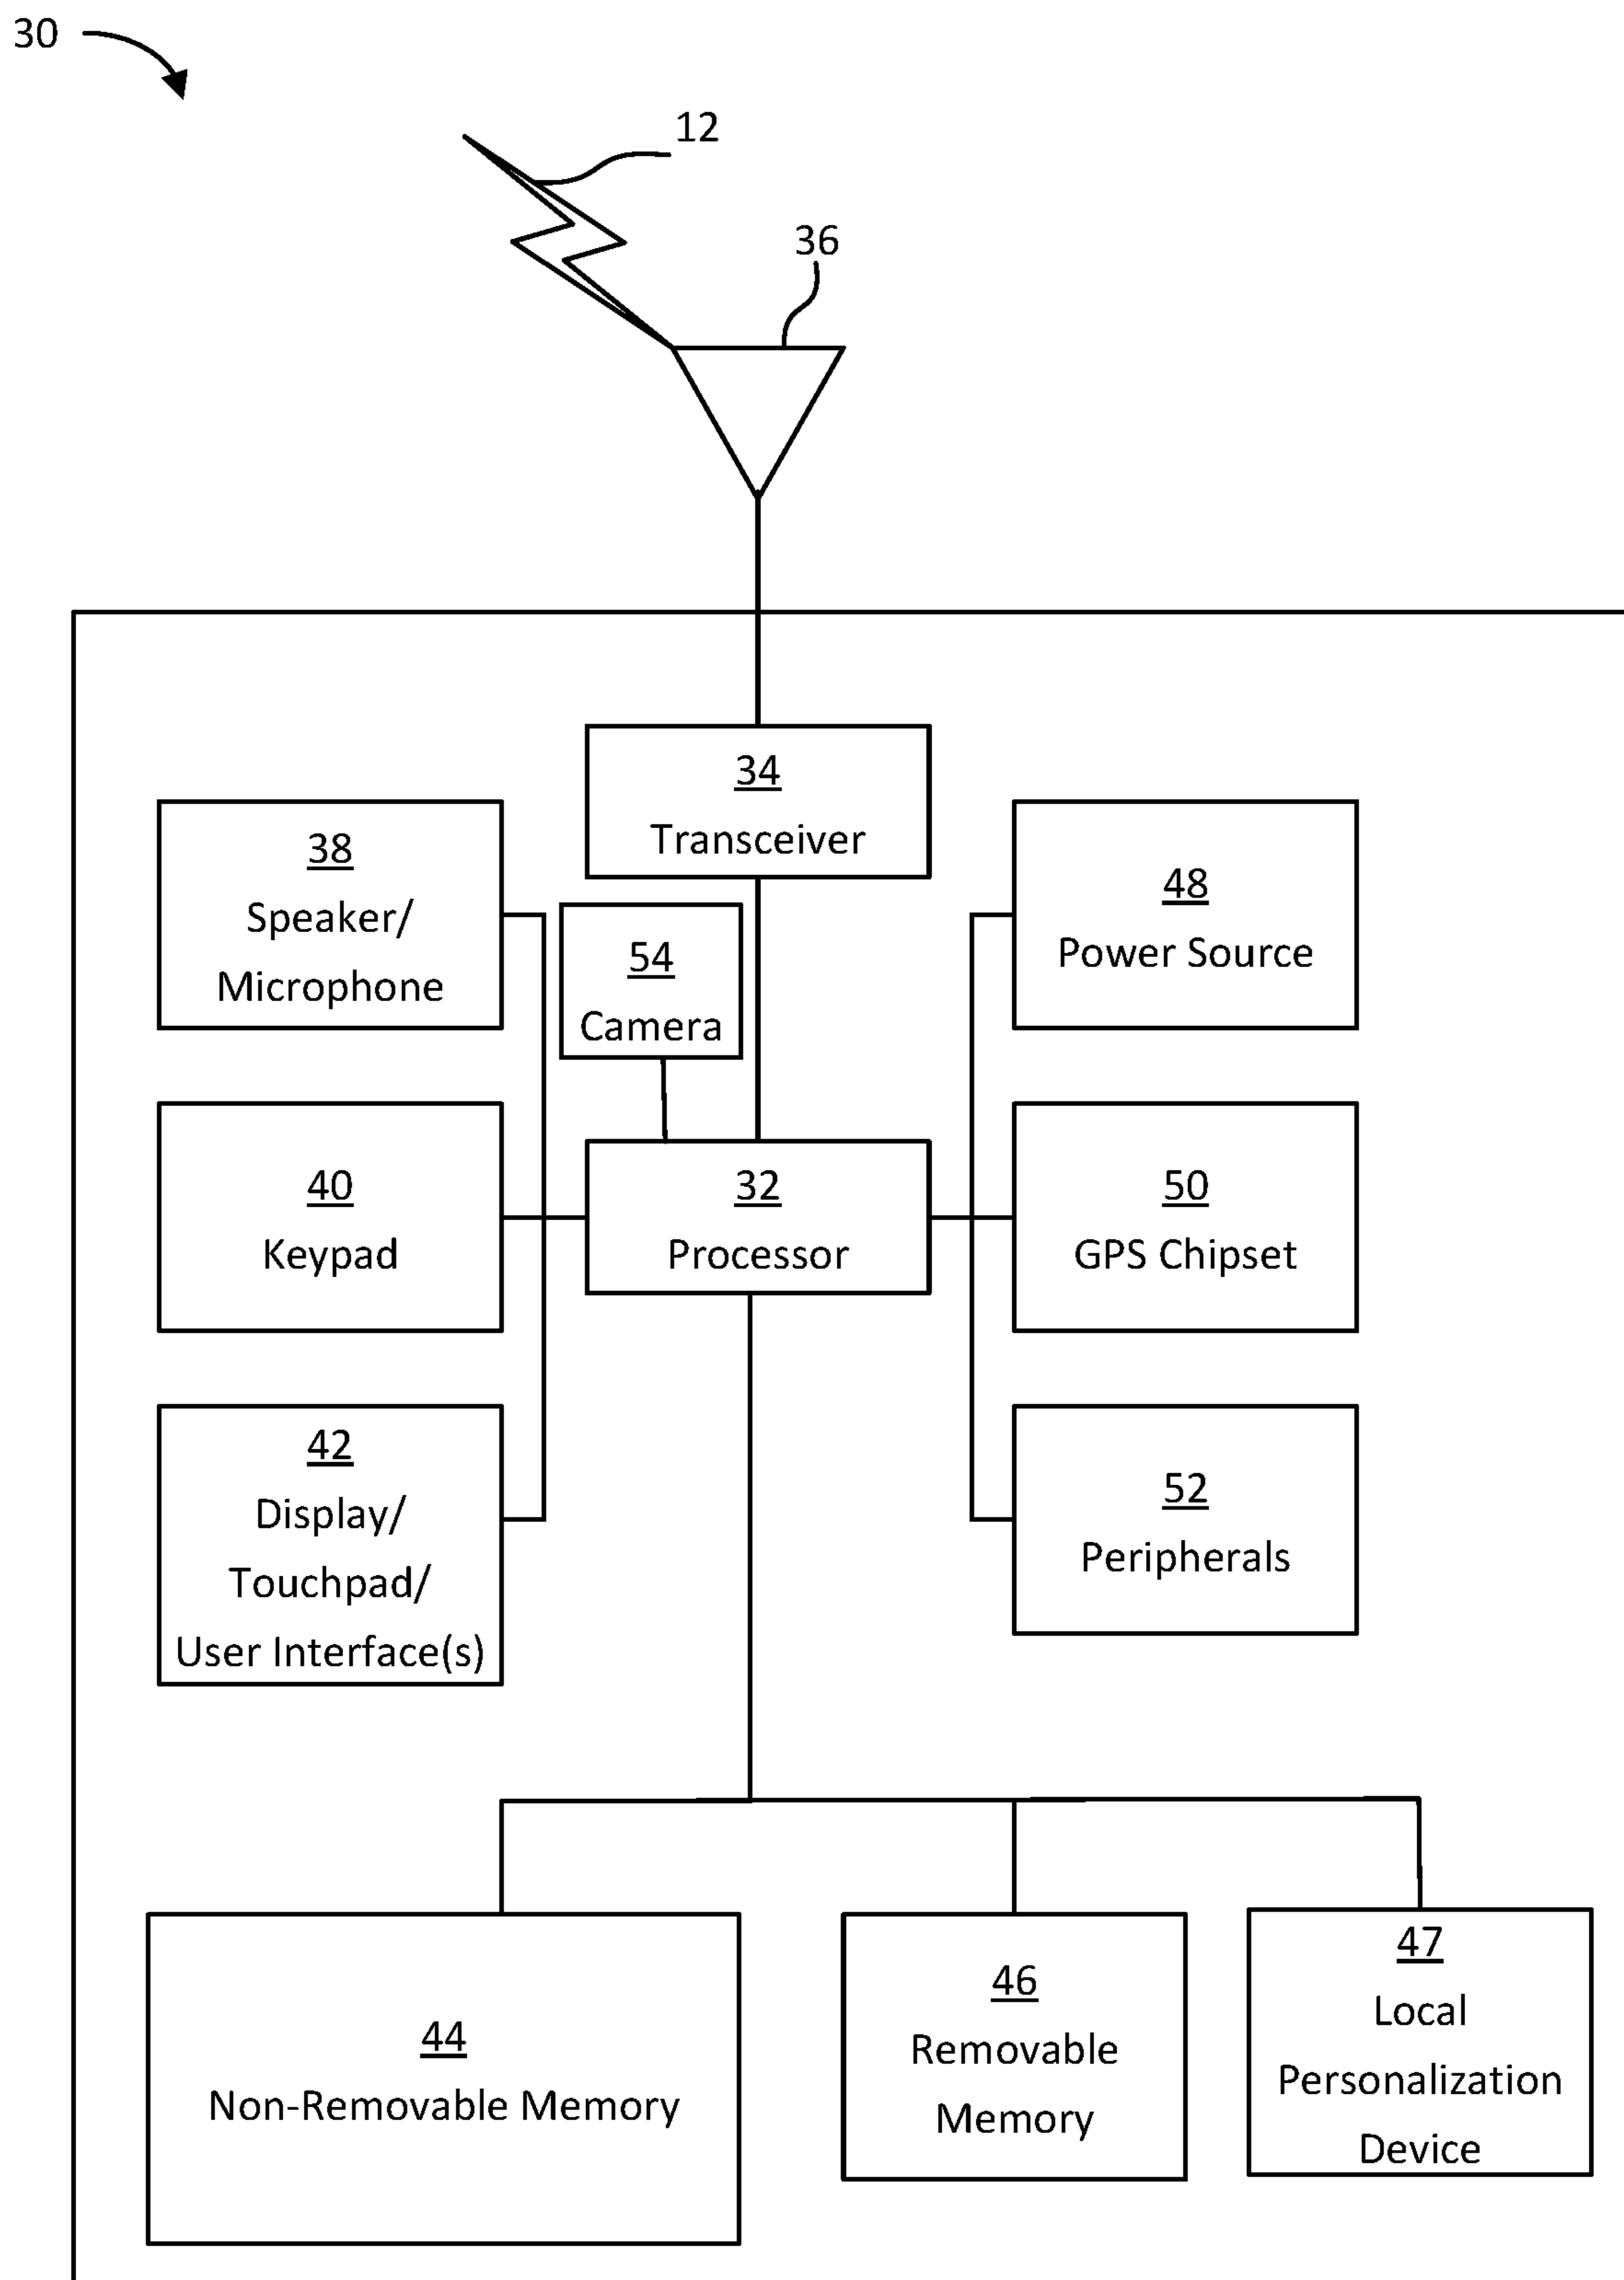 30
12
36
34
Transceiver
38
Speaker/
Microphone
54
Camera
48
Power Source
40
Keypad
32
Processor
50
GPS Chipset
42
Display/
Touchpad/
User Interface(s)
52
Peripherals
44
Non-Removable Memory
46
Removable
Memory
47
Local
Personalization
Device